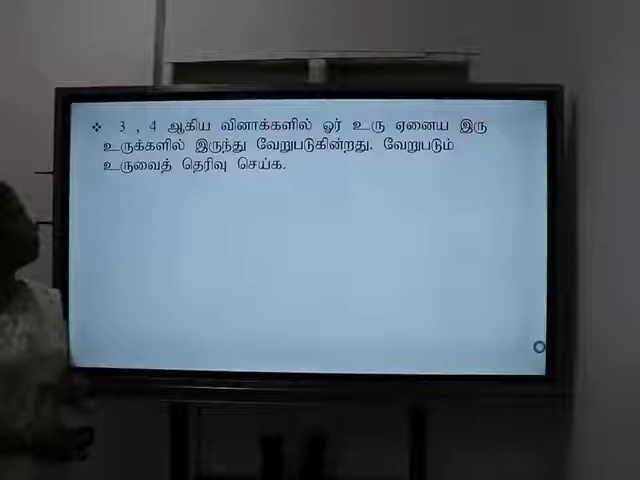 ❖ 3 , 4 ஆகிய வினாக்களில் ஓர் உரு ஏனைய இரு
உருக்களில் இருந்து வேறுபடுகின்றது. வேறுபடும்
உருவைத் தெரிவு செய்க.